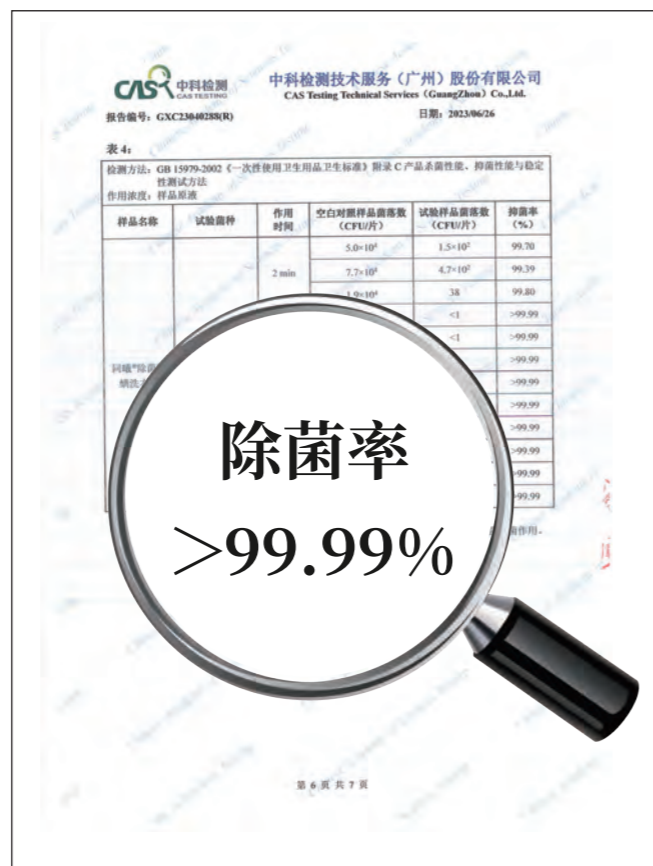 CAS 中科检测
CAS TESTING
中科检测技术服务（广州）股份有限公司
CAS Testing Technical Services (GuangZhou) Co.,Ltd.
报告编号：GXC23040288(R)
日期：2023/06/26
表 4：
检测方法：GB 15979-2002《一次性使用卫生用品卫生标准》附录 C 产品杀菌性能、抑菌性能与稳定
性测试方法
作用浓度：样品原液
样品名称 试验菌种 作用时间 空白对照样品菌落数（CFU/片） 试验样品菌落数（CFU/片） 抑菌率（%）
2 min
5.0×10⁴ 1.5×10² 99.70
7.7×10⁴ 4.7×10² 99.39
1.9×10⁴ 38 99.80
<1 >99.99
<1 >99.99
>99.99
>99.99
>99.99
>99.99
>99.99
>99.99
>99.99
除菌率
>99.99%
菌作用。
第 6 页 共 7 页